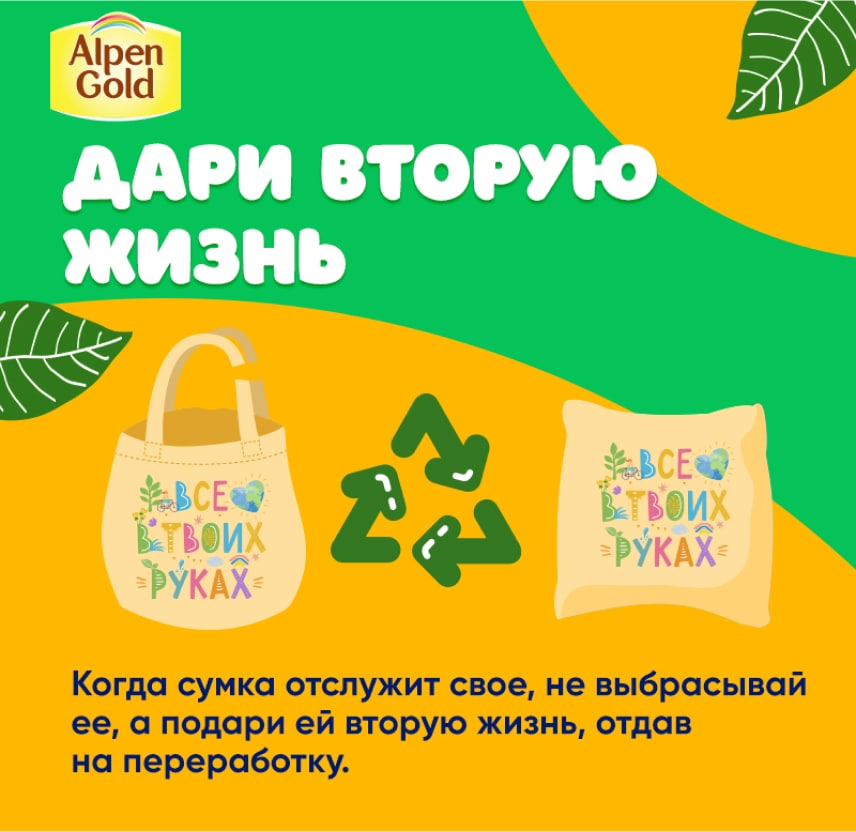 Alpen
Gold
ДАРИ ВТОРУЮ
ЖИЗНЬ
ВСЕ
В ТВОИХ
РУКАХ
ВСЕ
В ТВОИХ
РУКАХ
Когда сумка отслужит свое, не выбрасывай
ее, а подари ей вторую жизнь, отдав
на переработку.